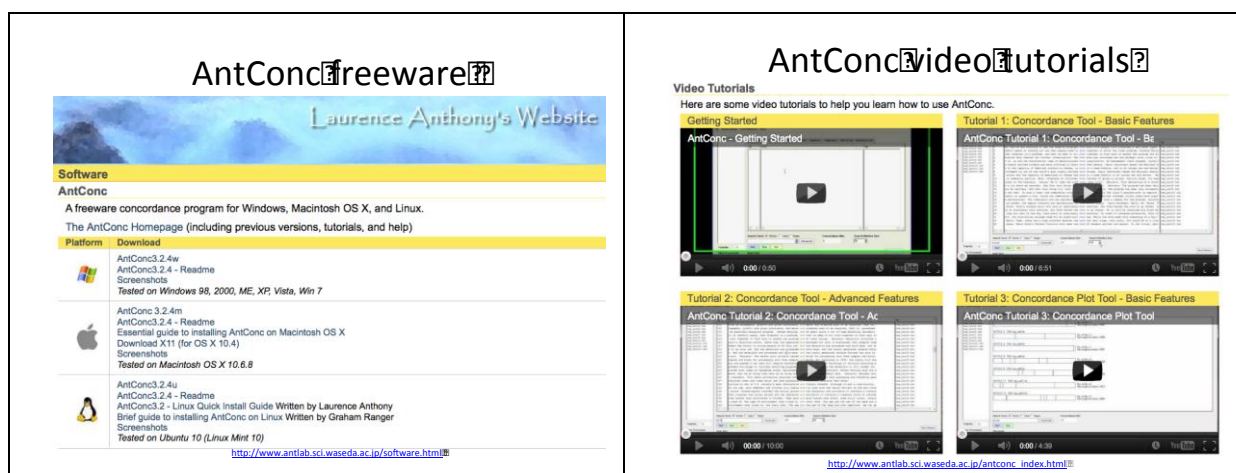 AntConc freeware
Laurence Anthony's Website
Software
AntConc
A freeware concordance program for Windows, Macintosh OS X, and Linux.
The AntConc Homepage (including previous versions, tutorials, and help)
Platform Download
AntConc3.2.4w
AntConc3.2.4 - Readme
Screenshots
Tested on Windows 98, 2000, ME, XP, Vista, Win 7
AntConc 3.2.4m
AntConc3.2.4 - Readme
Essential guide to installing AntConc on Macintosh OS X
Download X11 (for OS X 10.4)
Screenshots
Tested on Macintosh OS X 10.6.8
AntConc3.2.4u
AntConc3.2.4 - Readme
AntConc3.2 - Linux Quick Install Guide Written by Laurence Anthony
Brief guide to installing AntConc on Linux Written by Graham Ranger
Screenshots
Tested on Ubuntu 10 (Linux Mint 10)
http://www.antlab.sci.waseda.ac.jp/software.html
AntConc video tutorials
Video Tutorials
Here are some video tutorials to help you learn how to use AntConc.
Getting Started
AntConc - Getting Started
0:00 / 0:50
YouTube
Tutorial 1: Concordance Tool - Basic Features
AntConc Tutorial 1: Concordance Tool - Ba
0:00 / 6:51
YouTube
Tutorial 2: Concordance Tool - Advanced Features
AntConc Tutorial 2: Concordance Tool - Ac
00:00 / 10:00
YouTube
Tutorial 3: Concordance Plot Tool - Basic Features
AntConc Tutorial 3: Concordance Plot Tool
0:00 / 4:39
YouTube
http://www.antlab.sci.waseda.ac.jp/antconc_index.html